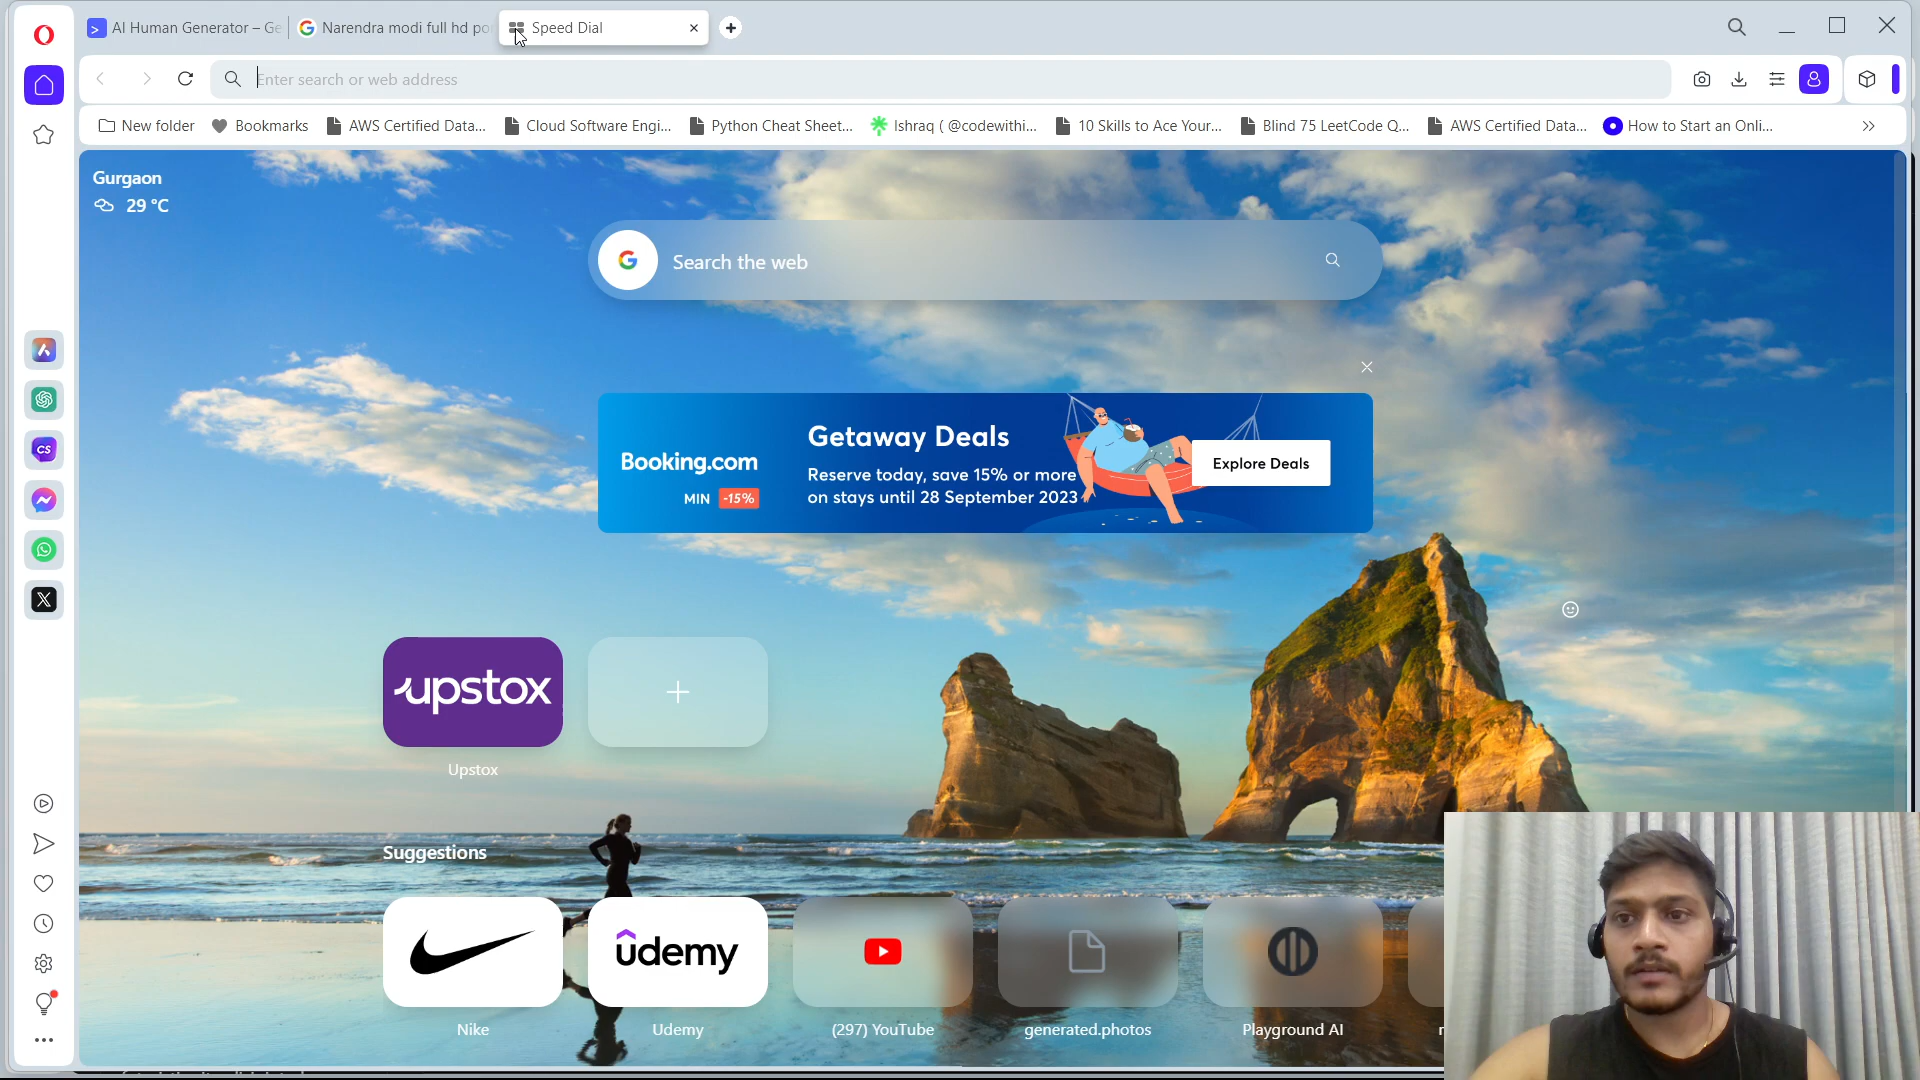 AI Human Generator – Ge
Narendra modi full hd po
Speed Dial
Enter search or web address
New folder
Bookmarks
AWS Certified Data...
Cloud Software Engi...
Python Cheat Sheet...
Ishraq ( @codewithi...
10 Skills to Ace Your...
Blind 75 LeetCode Q...
AWS Certified Data...
How to Start an Onli...
Gurgaon
29 °C
Search the web
Booking.com
MIN -15%
Getaway Deals
Reserve today, save 15% or more
on stays until 28 September 2023
Explore Deals
CS
upstox
Upstox
Suggestions
udemy
Nike
Udemy
(297) YouTube
generated.photos
Playground AI